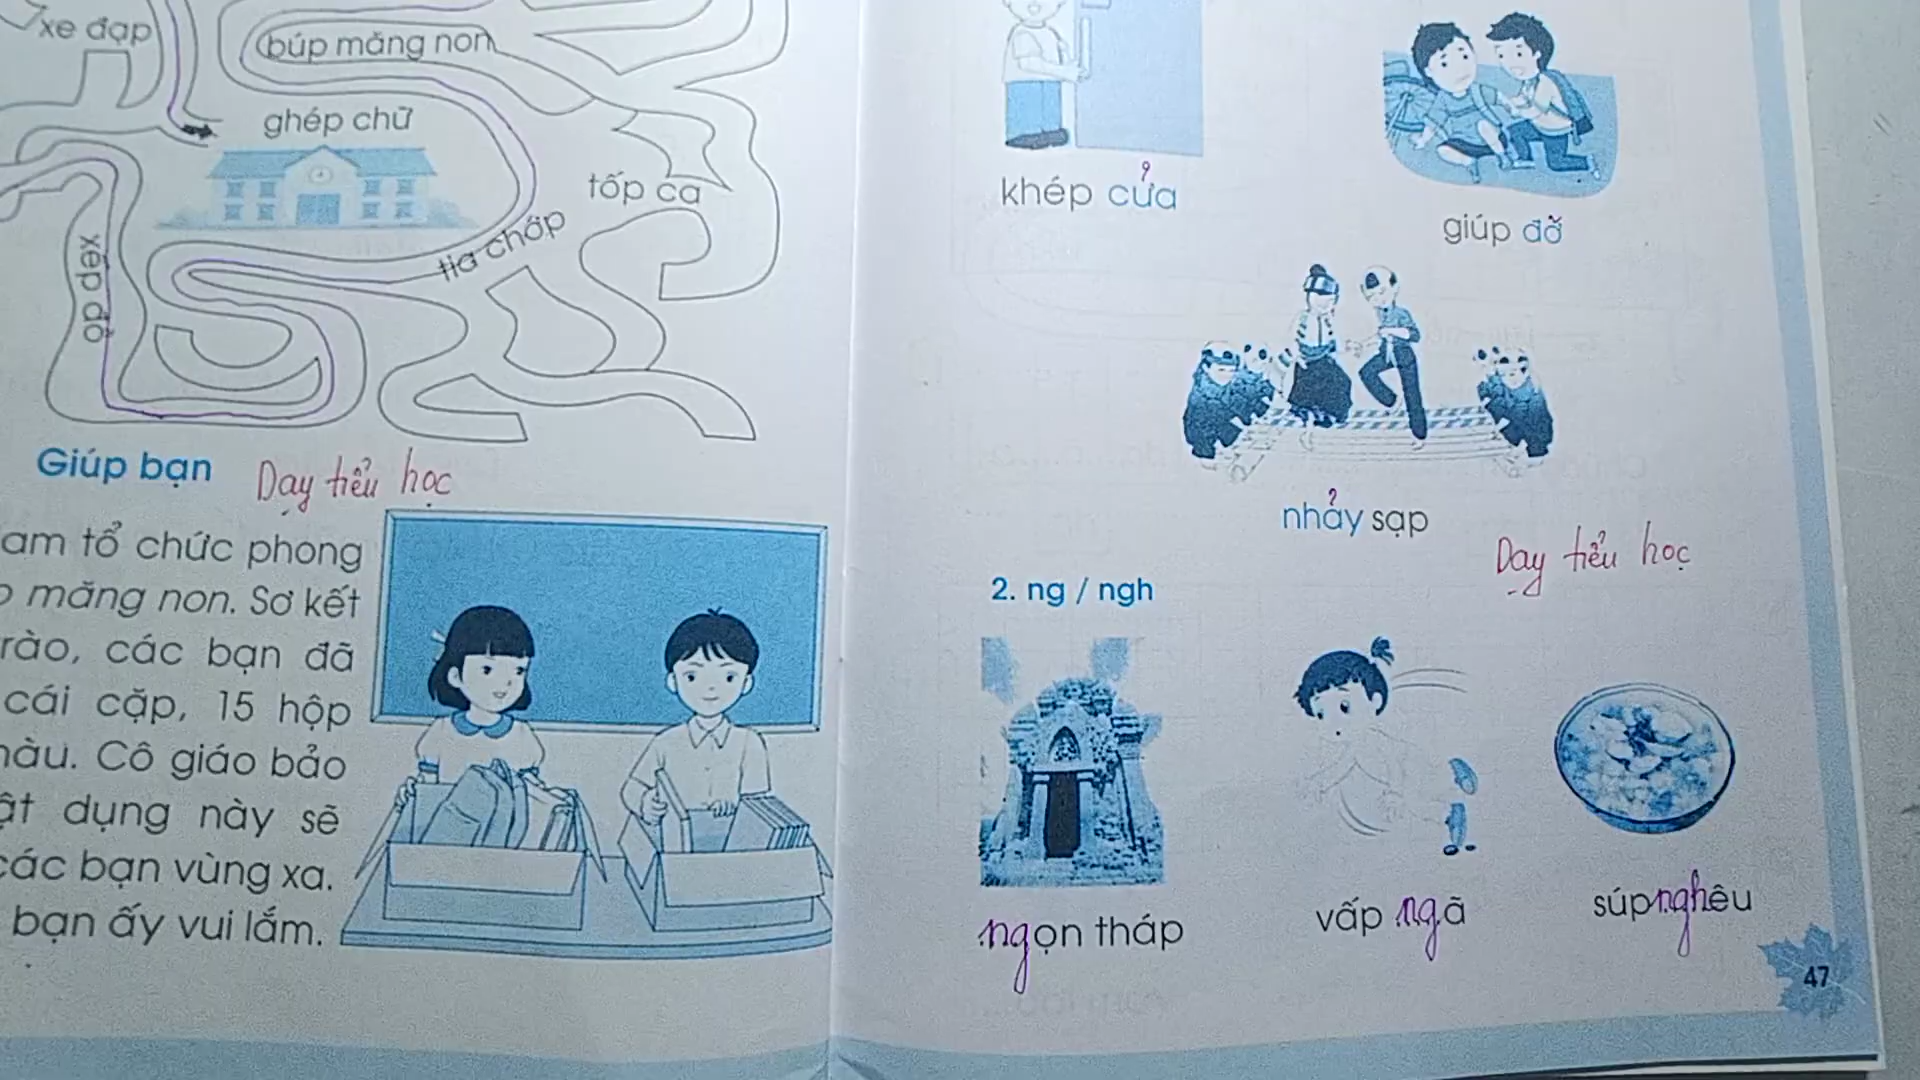 xe đạp
búp măng non
ghép chữ
tốp ca
tia chớp
xếp đồ
Giúp bạn
Dạy tiểu học
am tổ chức phong
măng non. Sơ kết
rào, các bạn đã
cái cặp, 15 hộp
màu. Cô giáo bảo
ật dụng này sẽ
các bạn vùng xa.
bạn ấy vui lắm.
khép cửa
giúp đỡ
nhảy sạp
Dạy tiểu học
2. ng / ngh
ngọn tháp
vấp ngã
súp nghêu
47